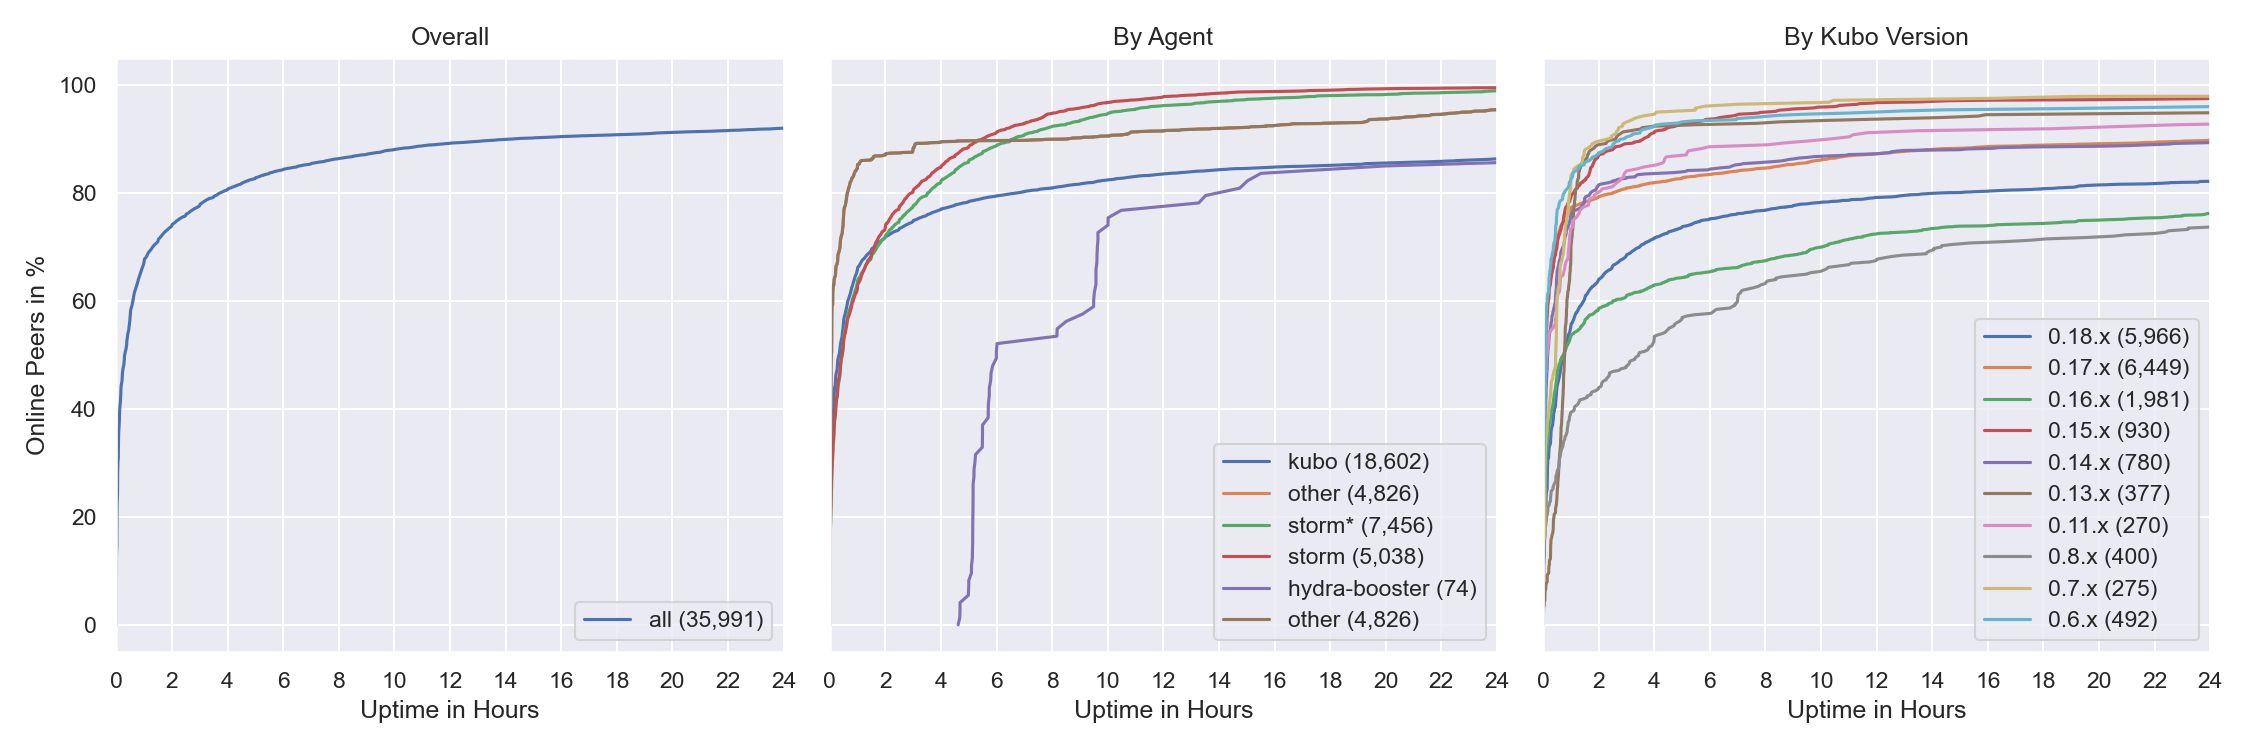 Overall
By Agent
By Kubo Version
Online Peers in %
100
80
60
40
20
0
all (35,991)
kubo (18,602)
other (4,826)
storm* (7,456)
storm (5,038)
hydra-booster (74)
other (4,826)
0.18.x (5,966)
0.17.x (6,449)
0.16.x (1,981)
0.15.x (930)
0.14.x (780)
0.13.x (377)
0.11.x (270)
0.8.x (400)
0.7.x (275)
0.6.x (492)
0 2 4 6 8 10 12 14 16 18 20 22 24
0 2 4 6 8 10 12 14 16 18 20 22 24
0 2 4 6 8 10 12 14 16 18 20 22 24
Uptime in Hours
Uptime in Hours
Uptime in Hours